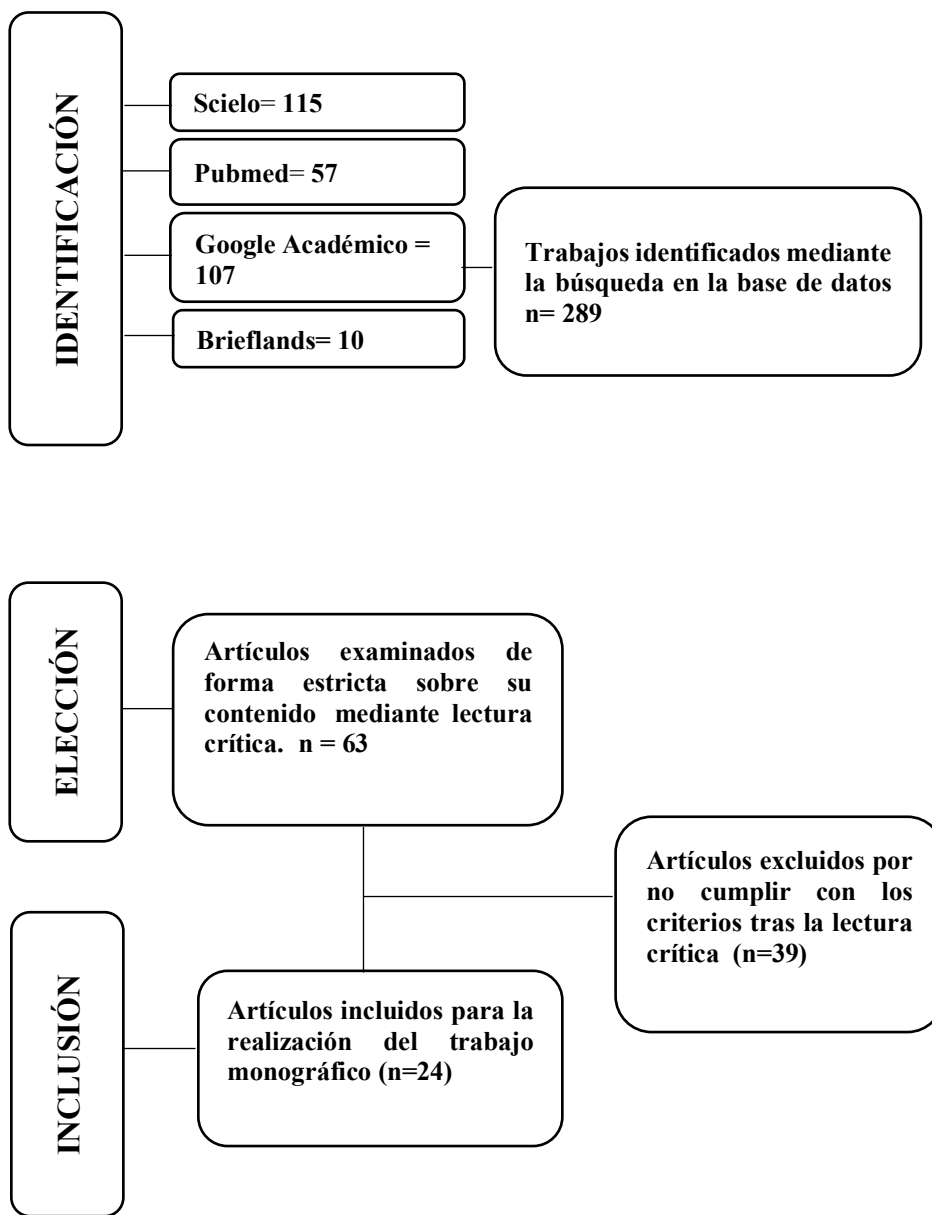 IDENTIFICACIÓN
Scielo= 115
Pubmed= 57
Google Académico =
107
Brieflands= 10
Trabajos identificados mediante
la búsqueda en la base de datos
n= 289
ELECCIÓN
Artículos examinados de
forma estricta sobre su
contenido mediante lectura
crítica. n = 63
Artículos excluidos por
no cumplir con los
criterios tras la lectura
crítica (n=39)
INCLUSIÓN
Artículos incluidos para la
realización del trabajo
monográfico (n=24)